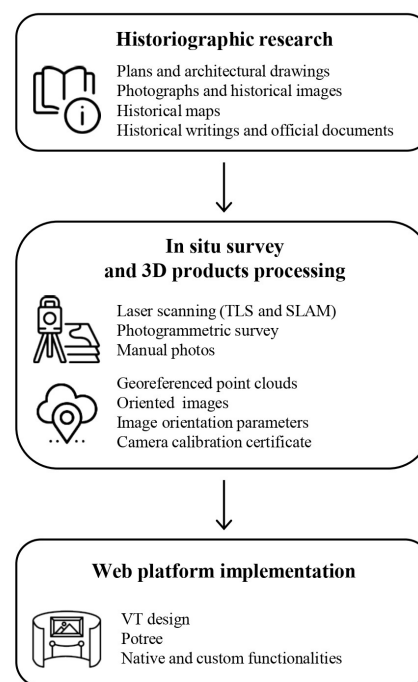 Historiographic research
Plans and architectural drawings
Photographs and historical images
Historical maps
Historical writings and official documents
In situ survey
and 3D products processing
Laser scanning (TLS and SLAM)
Photogrammetric survey
Manual photos
Georeferenced point clouds
Oriented images
Image orientation parameters
Camera calibration certificate
Web platform implementation
VT design
Potree
Native and custom functionalities